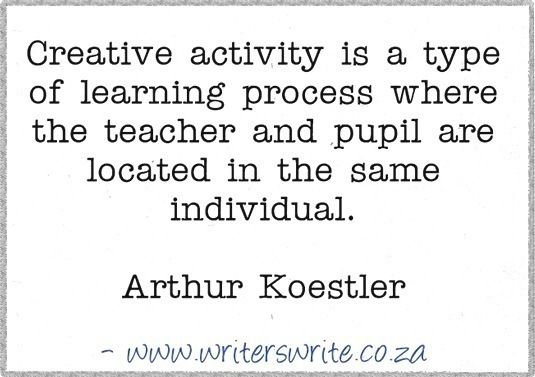 Creative activity is a type
of learning process where
the teacher and pupil are
located in the same
individual.
Arthur Koestler
- www.writerswrite.co.za